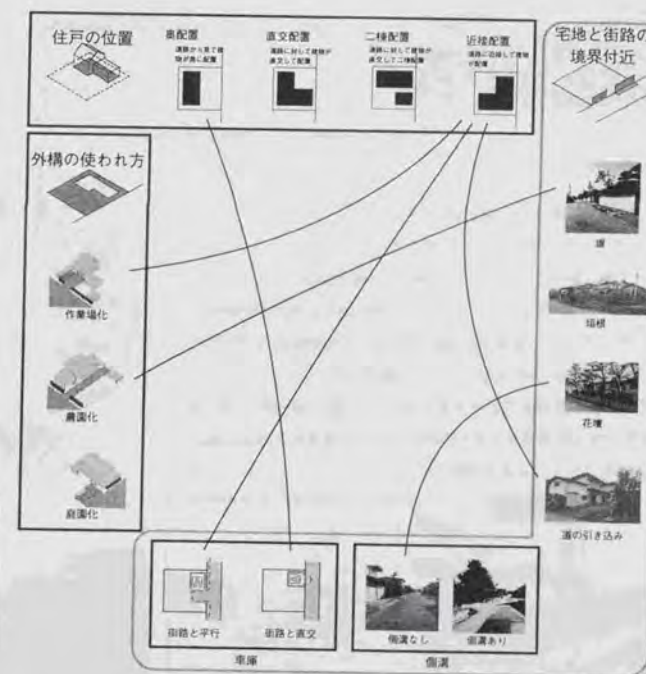 住戸の位置
奥配置
道路から見て建
物が奥に配置
直交配置
道路に対して建物が
直交して配置
二棟配置
道路に対して建物が
直交して二棟配置
近接配置
道路に近接して建物
が配置
宅地と街路の
境界付近
外構の使われ方
作業場化
農園化
庭園化
塀
垣根
花壇
道の引き込み
街路と平行
街路と直交
車庫
側溝なし
側溝あり
側溝